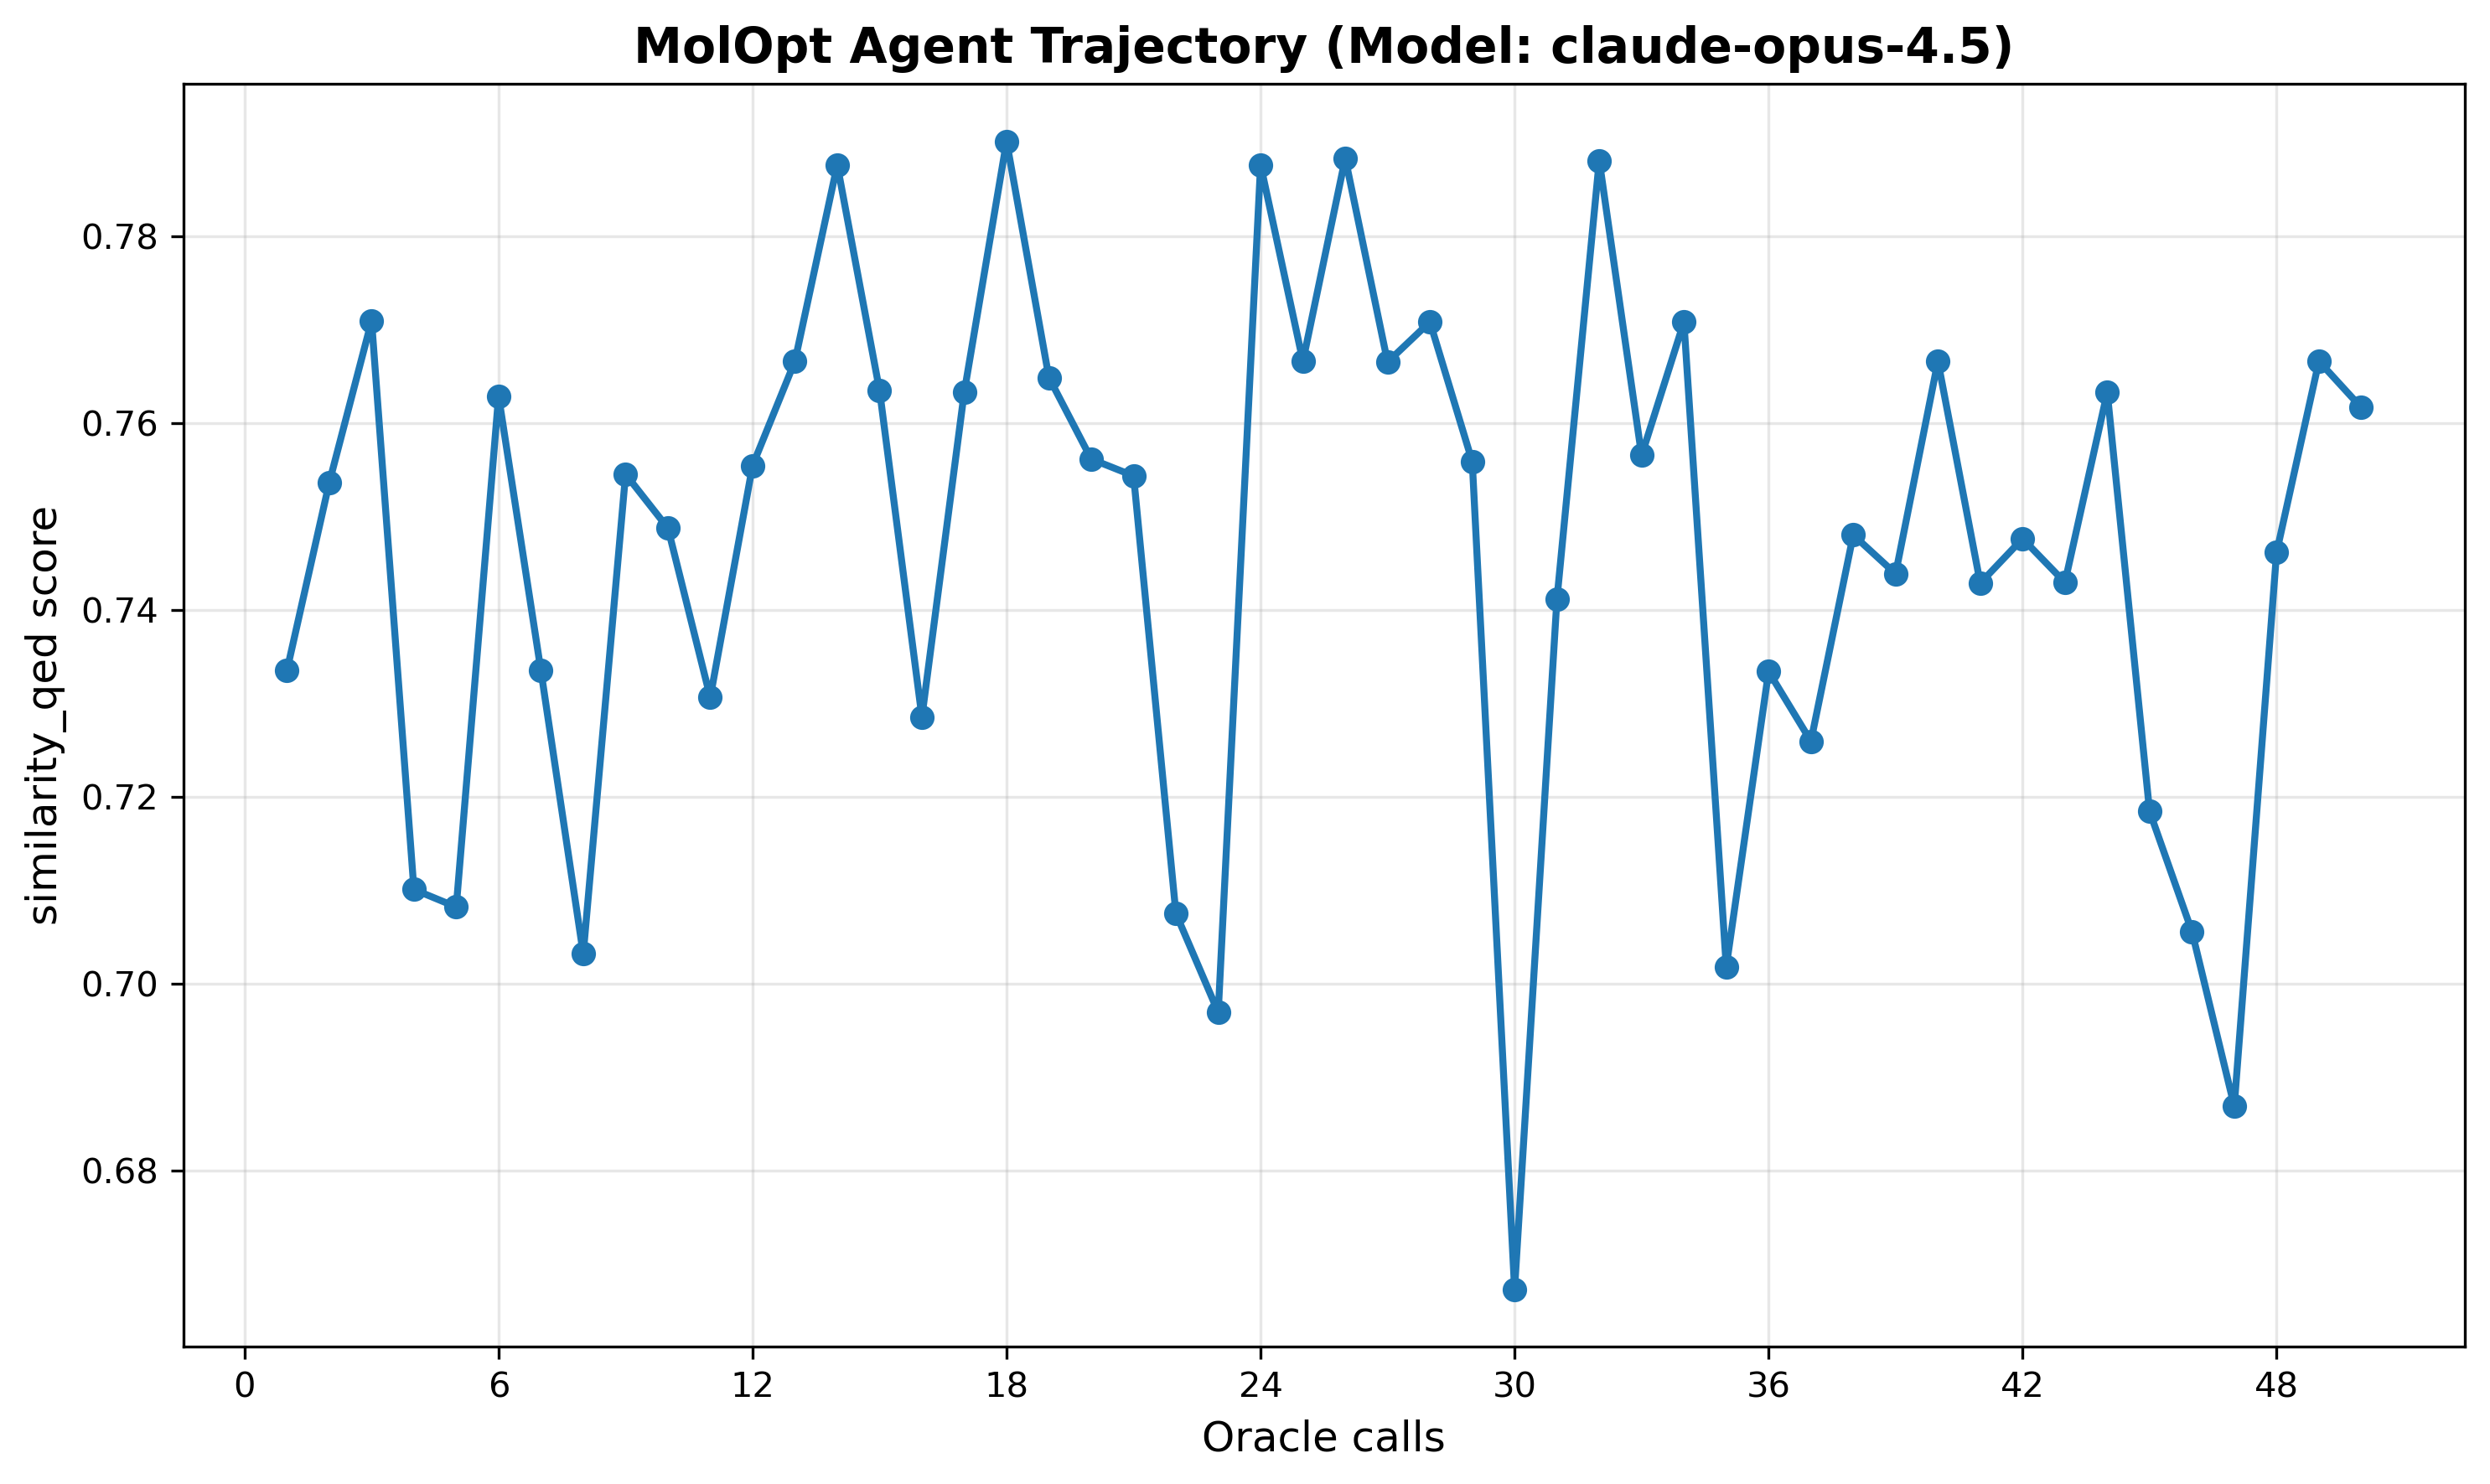 MolOpt Agent Trajectory (Model: claude-opus-4.5)
similarity_qed score
0.78
0.76
0.74
0.72
0.70
0.68
0 6 12 18 24 30 36 42 48
Oracle calls